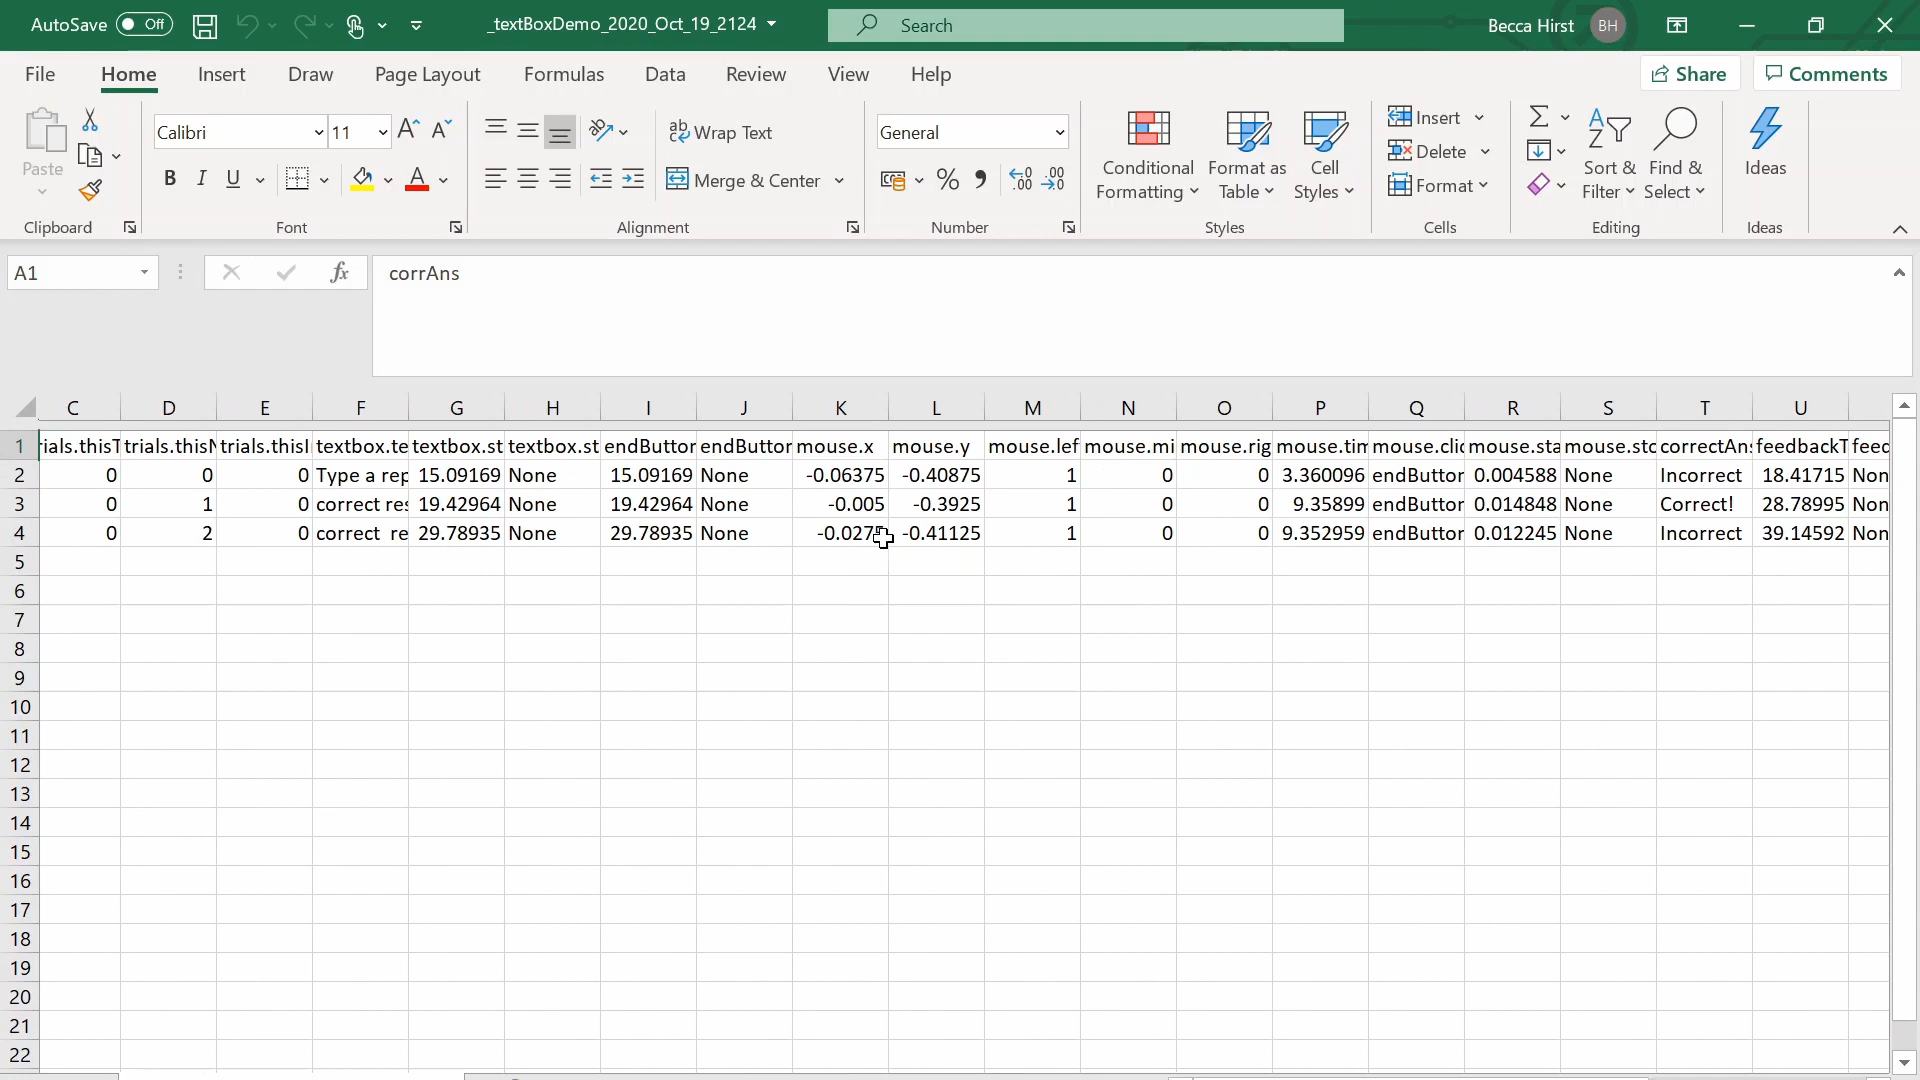 AutoSave Off _textBoxDemo_2020_Oct_19_2124 Search Becca Hirst BH
File Home Insert Draw Page Layout Formulas Data Review View Help Share Comments
Paste Calibri 11 ab Wrap Text General Conditional Formatting Format as Table Cell Styles Insert Delete Format Sort & Filter Find & Select Ideas
B I U A Merge & Center % 9
Clipboard Font Alignment Number Styles Cells Editing Ideas
A1 fx corrAns
C D E F G H I J K L M N O P Q R S T U
1 rials.thisT trials.thisN trials.thisI textbox.te textbox.st textbox.st endButtor endButtor mouse.x mouse.y mouse.lef mouse.mi mouse.rig mouse.tim mouse.clic mouse.sta mouse.sto correctAns feedbackT feed
2 0 0 0 Type a rep 15.09169 None 15.09169 None -0.06375 -0.40875 1 0 0 3.360096 endButtor 0.004588 None Incorrect 18.41715 Non
3 0 1 0 correct res 19.42964 None 19.42964 None -0.005 -0.3925 1 0 0 9.35899 endButtor 0.014848 None Correct! 28.78995 Non
4 0 2 0 correct re 29.78935 None 29.78935 None -0.0275 -0.41125 1 0 0 9.352959 endButtor 0.012245 None Incorrect 39.14592 Non
5
6
7
8
9
10
11
12
13
14
15
16
17
18
19
20
21
22